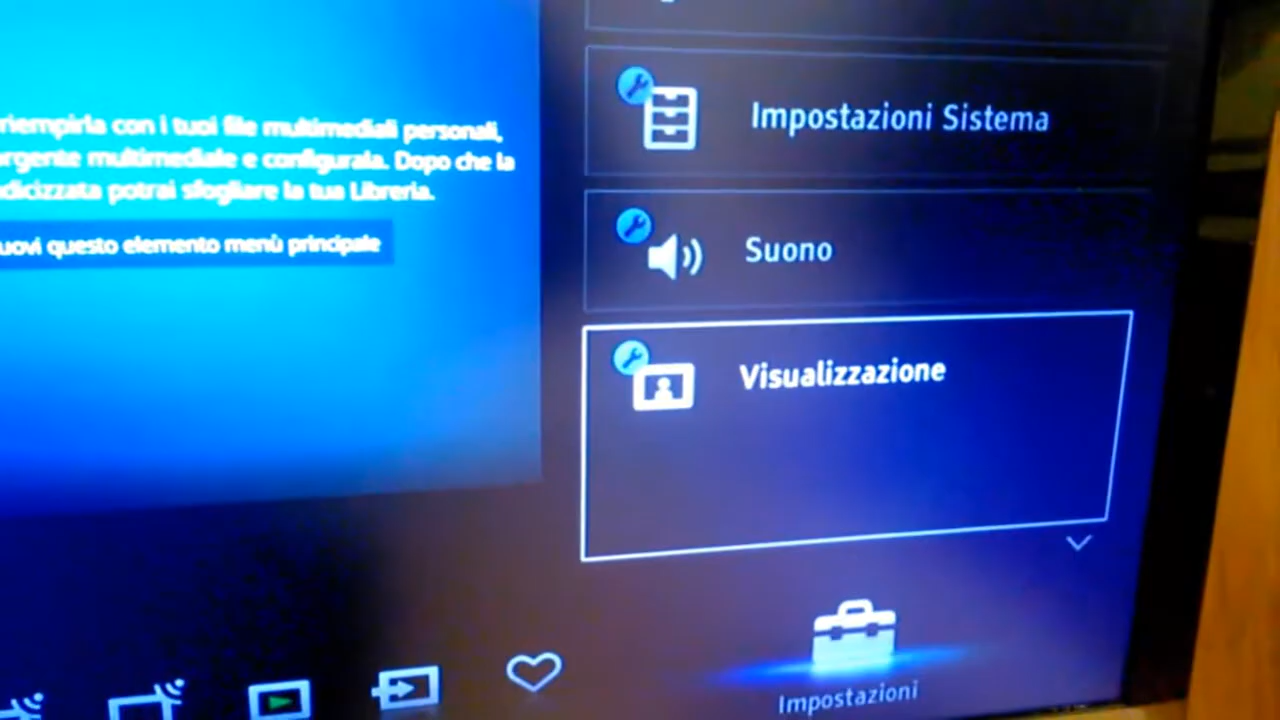 riempirla con i tuoi file multimediali personali,
orgente multimediale e configurala. Dopo che la
dicizzata potrai sfogliare la tua Libreria.
uovi questo elemento menù principale
Impostazioni Sistema
Suono
Visualizzazione
Impostazioni